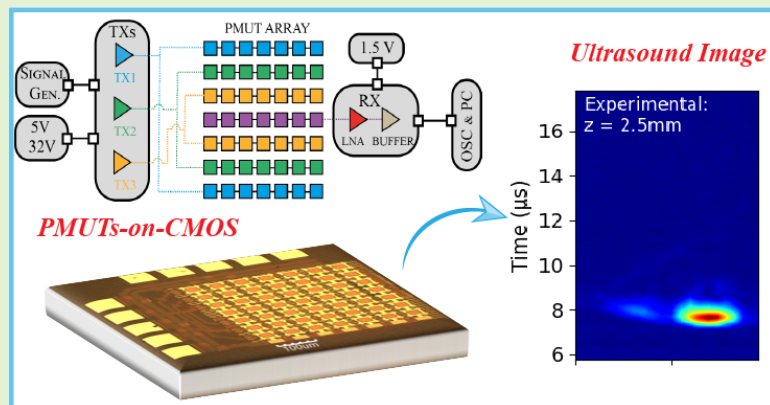 TXs
TX1
TX2
TX3
SIGNAL
GEN.
5V
32V
PMUT ARRAY
1.5 V
RX
LNA
BUFFER
OSC & PC
PMUTs-on-CMOS
100um
Ultrasound Image
Experimental:
z = 2.5mm
Time (μs)
16
14
12
10
8
6